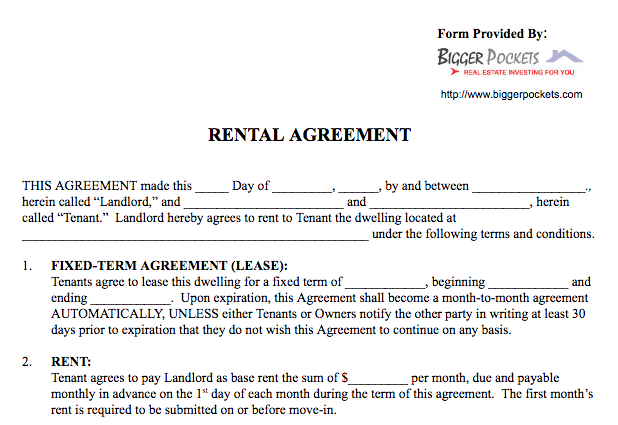 Form Provided By:
BIGGER POCKETS
REAL ESTATE INVESTING FOR YOU
http://www.biggerpockets.com
RENTAL AGREEMENT
THIS AGREEMENT made this _____ Day of _________, ______, by and between _________________.,
herein called “Landlord,” and ________________________ and ________________________, herein
called “Tenant.” Landlord hereby agrees to rent to Tenant the dwelling located at
____________________________________________________ under the following terms and conditions.
1. FIXED-TERM AGREEMENT (LEASE):
Tenants agree to lease this dwelling for a fixed term of ____________, beginning ____________ and
ending ____________. Upon expiration, this Agreement shall become a month-to-month agreement
AUTOMATICALLY, UNLESS either Tenants or Owners notify the other party in writing at least 30
days prior to expiration that they do not wish this Agreement to continue on any basis.
2. RENT:
Tenant agrees to pay Landlord as base rent the sum of $_________ per month, due and payable
monthly in advance on the 1st day of each month during the term of this agreement. The first month’s
rent is required to be submitted on or before move-in.